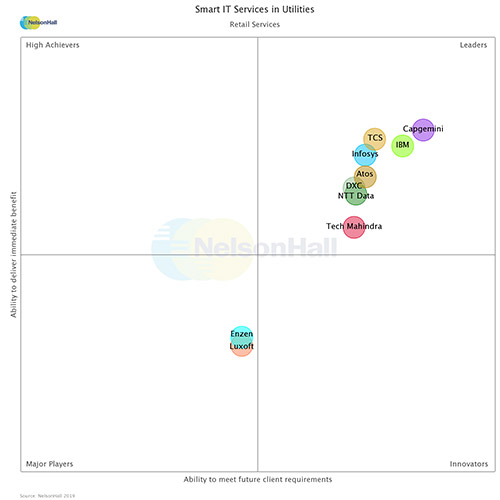 Smart IT Services in Utilities
Retail Services
NelsonHall
High Achievers
Leaders
Capgemini
TCS
IBM
Infosys
Atos
DXC
NTT Data
Tech Mahindra
NelsonHall
Ability to deliver immediate benefit
Enzen
Luxoft
Major Players
Innovators
Ability to meet future client requirements
Source: NelsonHall 2019